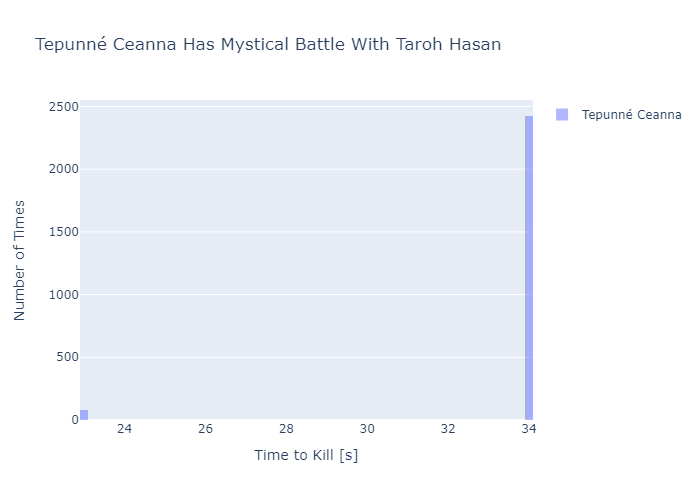 Tepunné Ceanna Has Mystical Battle With Taroh Hasan
Tepunné Ceanna
2500
2000
1500
1000
500
0
Number of Times
24 26 28 30 32 34
Time to Kill [s]